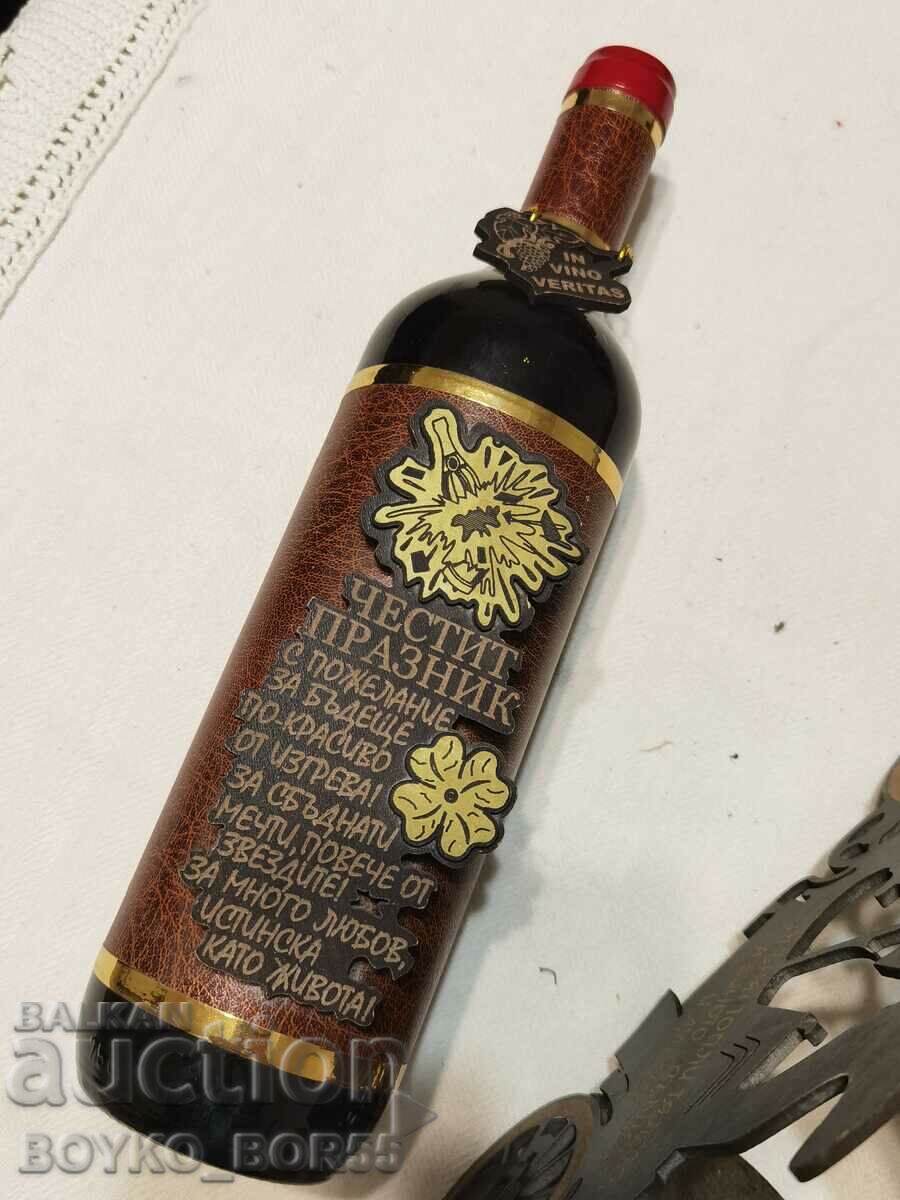 IN
VINO
VERITAS
ЧЕСТИТ
ПРАЗНИК
С ПОЖЕЛАНИЕ
ЗА БЪДЕЩЕ
ПО-КРАСИВО
ОТ ИЗГРЕВА!
ЗА СБЪДНАТИ
МЕЧТИ, ПОВЕЧЕ ОТ
ЗВЕЗДИТЕ!
ЗА МНОГО ЛЮБОВ,
ИСТИНСКА
КАТО ЖИВОТА!
BALKAN
auction
BOYKO_BOR55